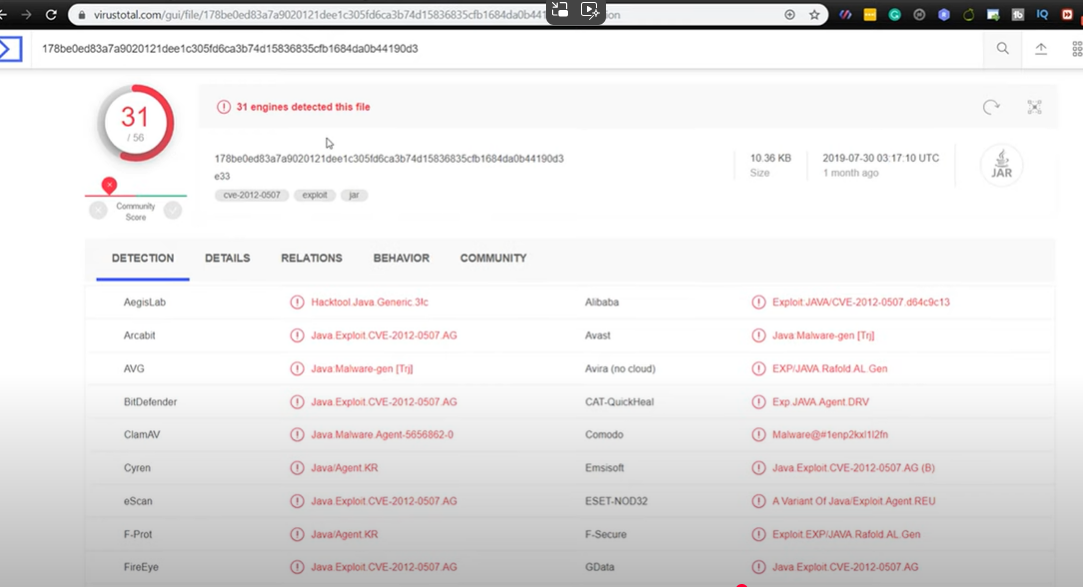 virustotal.com/gui/file/178be0ed83a7a9020121dee1c305fd6ca3b74d15836835cfb1684da0b441
IQ
178be0ed83a7a9020121dee1c305fd6ca3b74d15836835cfb1684da0b44190d3
31
/ 56
31 engines detected this file
178be0ed83a7a9020121dee1c305fd6ca3b74d15836835cfb1684da0b44190d3
e33
cve-2012-0507 exploit jar
10.36 KB
Size
2019-07-30 03:17:10 UTC
1 month ago
JAR
Community
Score
DETECTION DETAILS RELATIONS BEHAVIOR COMMUNITY
AegisLab Hacktool.Java.Generic.3!c Alibaba Exploit:JAVA/CVE-2012-0507.d64c9c13
Arcabit Java.Exploit.CVE-2012-0507.AG Avast Java:Malware-gen [Trj]
AVG Java:Malware-gen [Trj] Avira (no cloud) EXP/JAVA.Rafold.AL.Gen
BitDefender Java.Exploit.CVE-2012-0507.AG CAT-QuickHeal Exp.JAVA.Agent.DRV
ClamAV Java.Malware.Agent-5656862-0 Comodo Malware@#1enp2kxl1l2fn
Cyren Java/Agent.KR Emsisoft Java.Exploit.CVE-2012-0507.AG (B)
eScan Java.Exploit.CVE-2012-0507.AG ESET-NOD32 A Variant Of Java/Exploit.Agent.REU
F-Prot Java/Agent.KR F-Secure Exploit.EXP/JAVA.Rafold.AL.Gen
FireEye Java.Exploit.CVE-2012-0507.AG GData Java.Exploit.CVE-2012-0507.AG